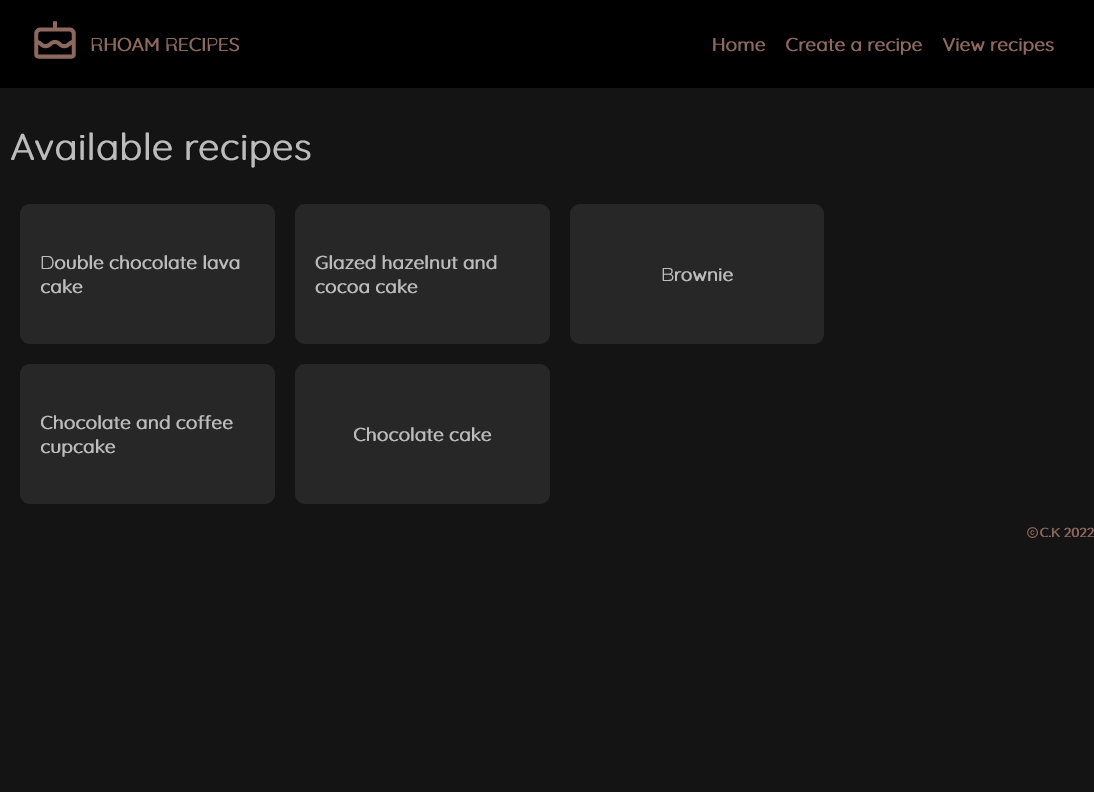 RHOAM RECIPES
Home
Create a recipe
View recipes
Available recipes
Double chocolate lava
cake
Glazed hazelnut and
cocoa cake
Brownie
Chocolate and coffee
cupcake
Chocolate cake
©C.K 2022